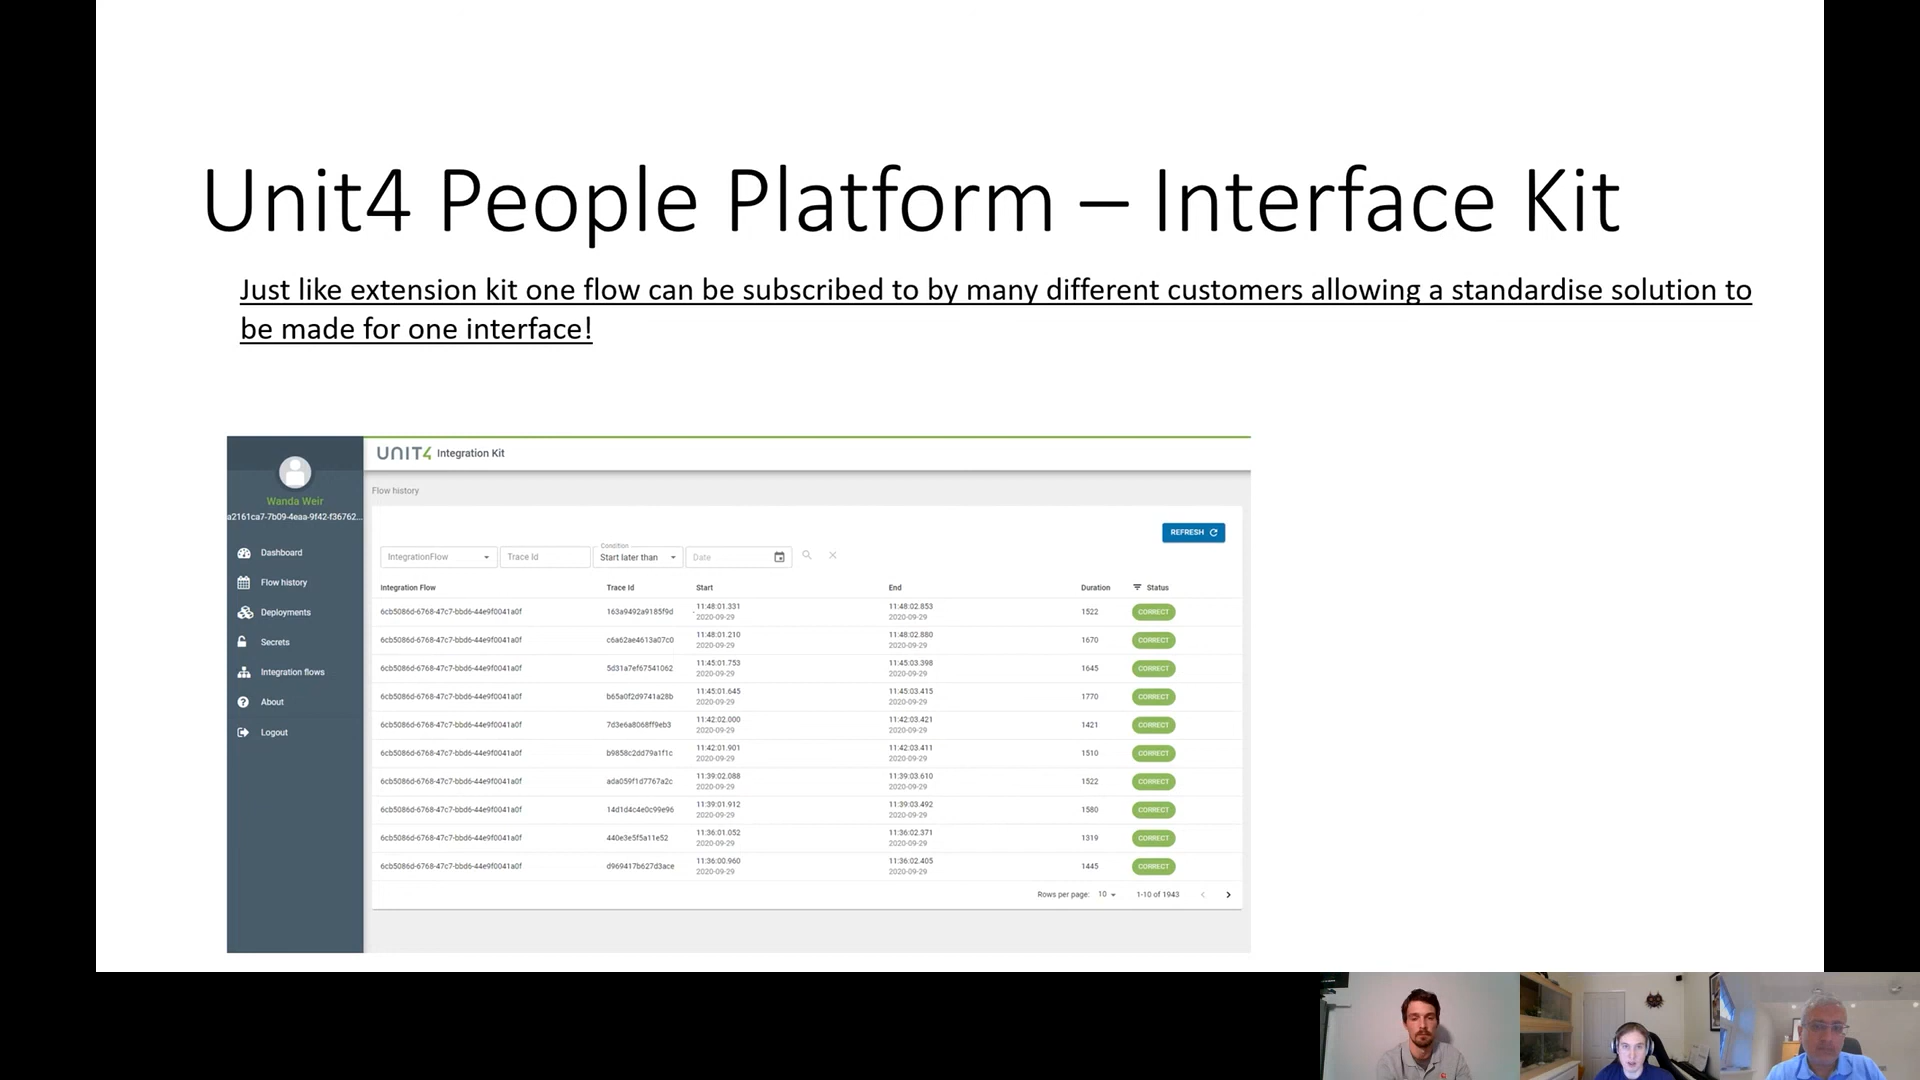 Unit4 People Platform – Interface Kit
Just like extension kit one flow can be subscribed to by many different customers allowing a standardise solution to
be made for one interface!
UNIT4 Integration Kit
Wanda Weir
a2161ca7-7b09-4eaa-9f42-f36762...
Dashboard
Flow history
Deployments
Secrets
Integration flows
About
Logout
Flow history
REFRESH
IntegrationFlow Trace Id Condition Start later than Date
Integration Flow Trace Id Start End Duration Status
6cb5086d-6768-47c7-bbd6-44e9f0041a0f 163a9492a9185f9d 11:48:01.331 11:48:02.853 1522 CORRECT
2020-09-29 2020-09-29
6cb5086d-6768-47c7-bbd6-44e9f0041a0f c6a62ae4613a07c0 11:48:01.210 11:48:02.880 1670 CORRECT
2020-09-29 2020-09-29
6cb5086d-6768-47c7-bbd6-44e9f0041a0f 5d31a7ef67541062 11:45:01.753 11:45:03.398 1645 CORRECT
2020-09-29 2020-09-29
6cb5086d-6768-47c7-bbd6-44e9f0041a0f b65a0f2d9741a28b 11:45:01.645 11:45:03.415 1770 CORRECT
2020-09-29 2020-09-29
6cb5086d-6768-47c7-bbd6-44e9f0041a0f 7d3e6a8068ff9eb3 11:42:02.000 11:42:03.421 1421 CORRECT
2020-09-29 2020-09-29
6cb5086d-6768-47c7-bbd6-44e9f0041a0f b9858c2dd79a1f1c 11:42:01.901 11:42:03.411 1510 CORRECT
2020-09-29 2020-09-29
6cb5086d-6768-47c7-bbd6-44e9f0041a0f ada059f1d7767a2c 11:39:02.088 11:39:03.610 1522 CORRECT
2020-09-29 2020-09-29
6cb5086d-6768-47c7-bbd6-44e9f0041a0f 14d1d4c4e0c99e96 11:39:01.912 11:39:03.492 1580 CORRECT
2020-09-29 2020-09-29
6cb5086d-6768-47c7-bbd6-44e9f0041a0f 440e3e5f5a11e52 11:36:01.052 11:36:02.371 1319 CORRECT
2020-09-29 2020-09-29
6cb5086d-6768-47c7-bbd6-44e9f0041a0f d969417b627d3ace 11:36:00.960 11:36:02.405 1445 CORRECT
2020-09-29 2020-09-29
Rows per page: 10 1-10 of 1943